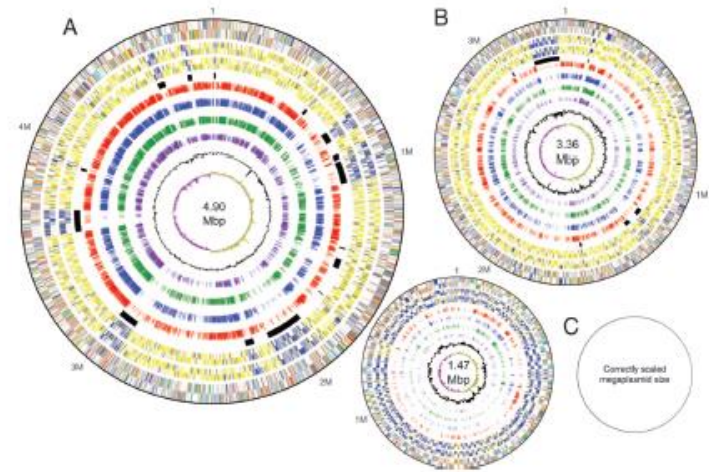 A
1
4M
1M
4.90
Mbp
3M
2M
B
1
3M
3.36
Mbp
1M
2M
1
1.47
Mbp
1M
C
Correctly scaled
megaplasmid size